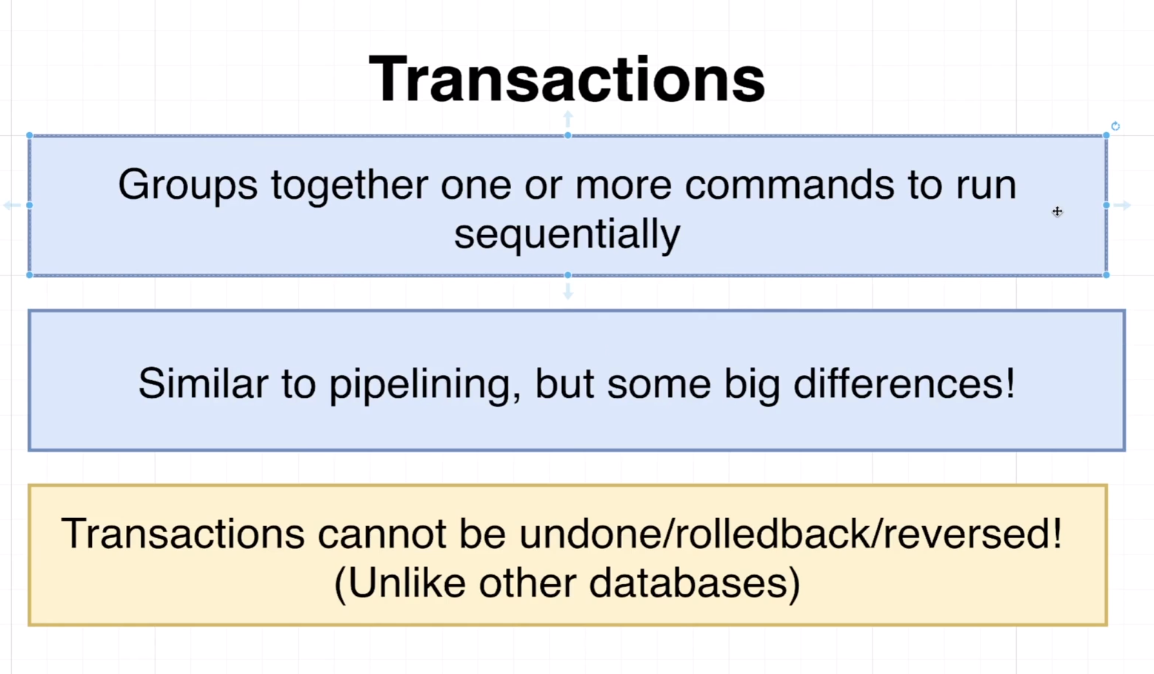 Transactions
Groups together one or more commands to run
sequentially
Similar to pipelining, but some big differences!
Transactions cannot be undone/rolledback/reversed!
(Unlike other databases)